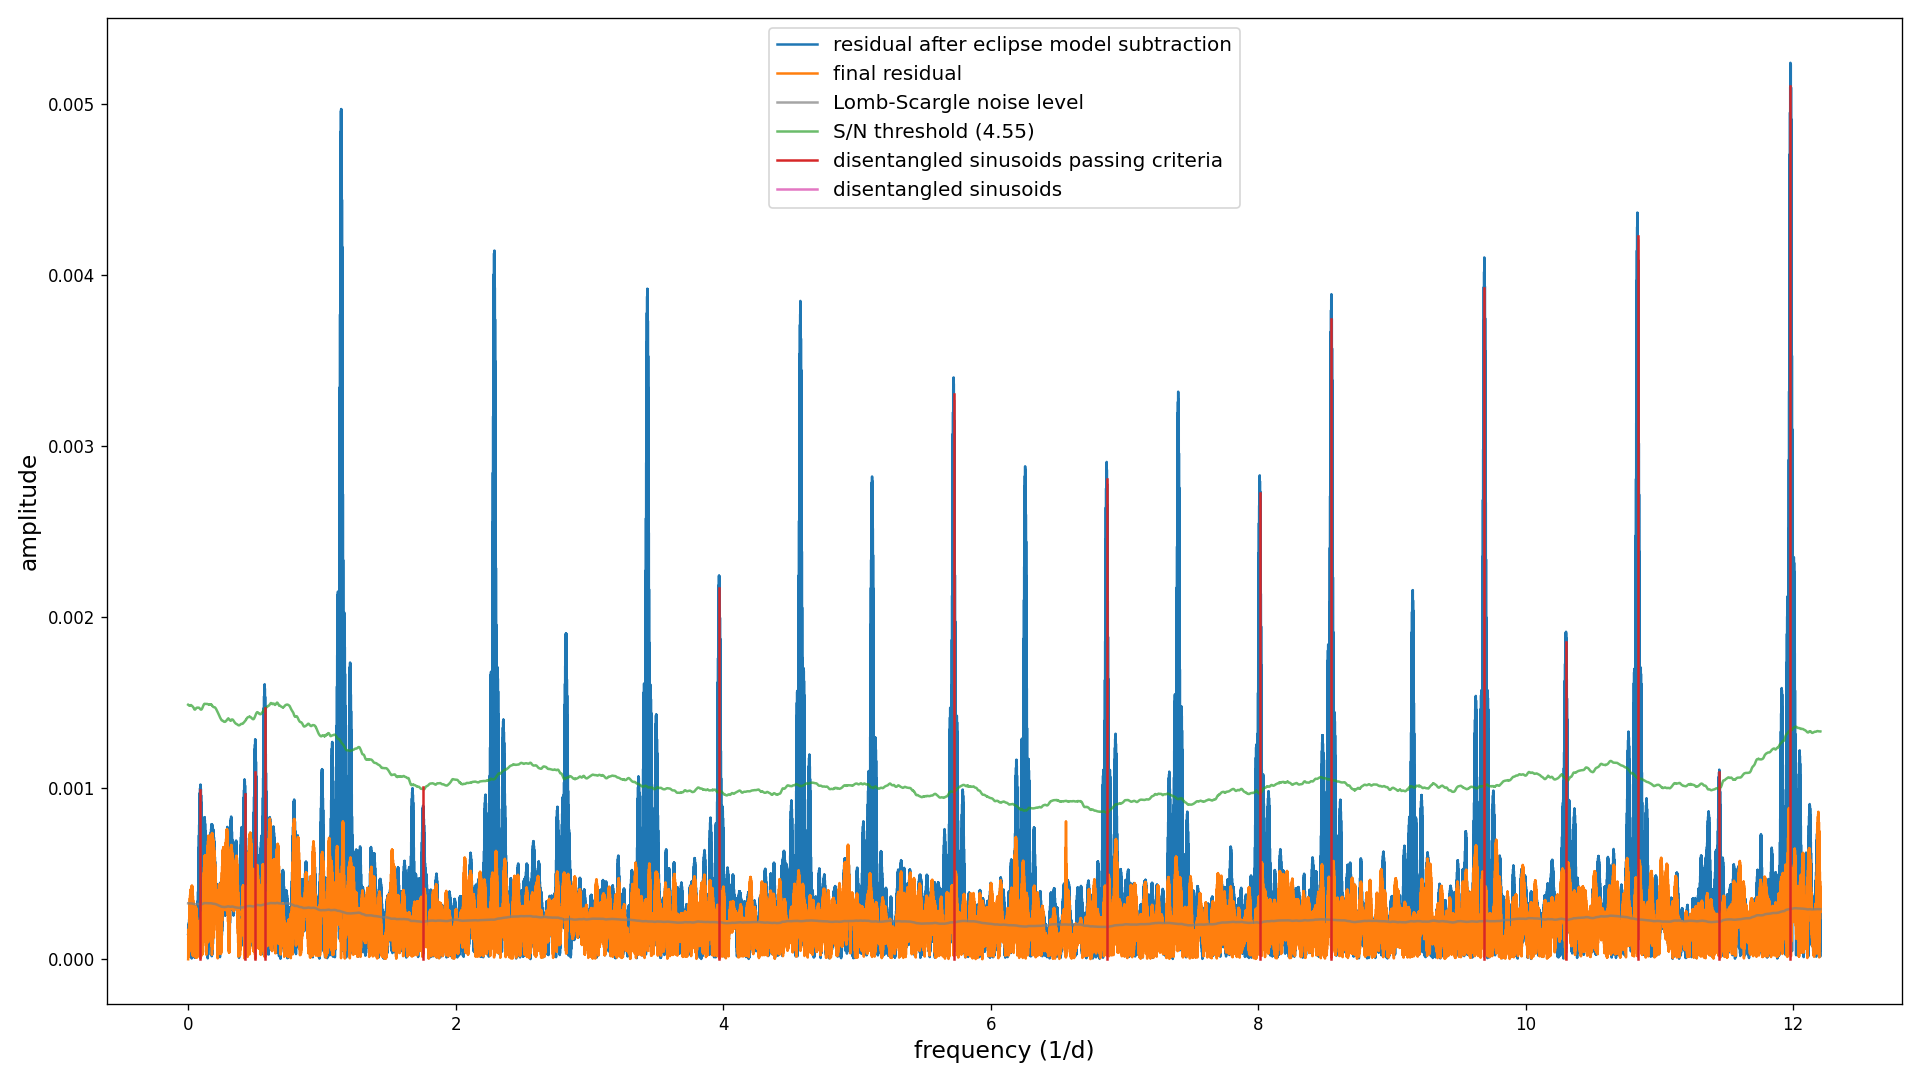 residual after eclipse model subtraction
final residual
Lomb-Scargle noise level
S/N threshold (4.55)
disentangled sinusoids passing criteria
disentangled sinusoids
amplitude
0.005
0.004
0.003
0.002
0.001
0.000
0 2 4 6 8 10 12
frequency (1/d)